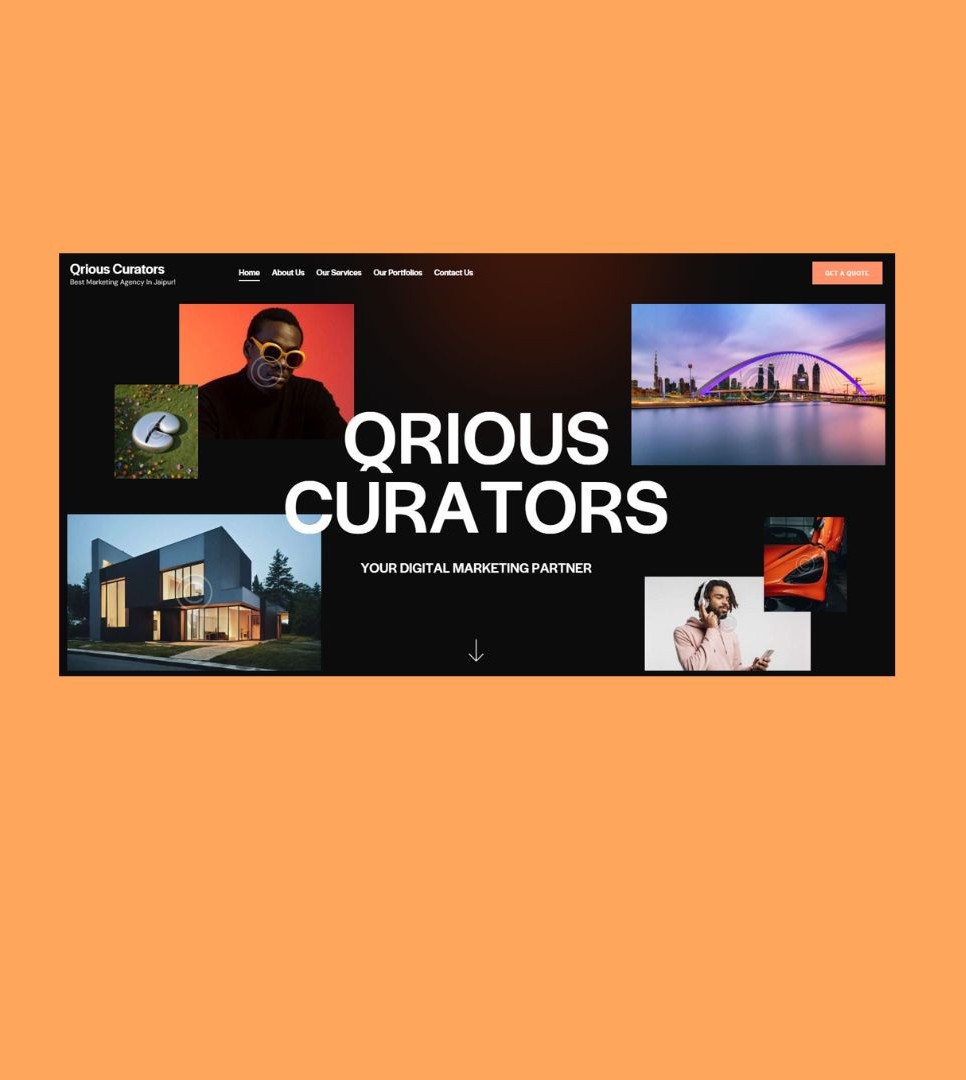 Qrious Curators
Best Marketing Agency In Jaipur!
Home About Us Our Services Our Portfolios Contact Us
GET A QUOTE
QRIOUS
CURATORS
YOUR DIGITAL MARKETING PARTNER